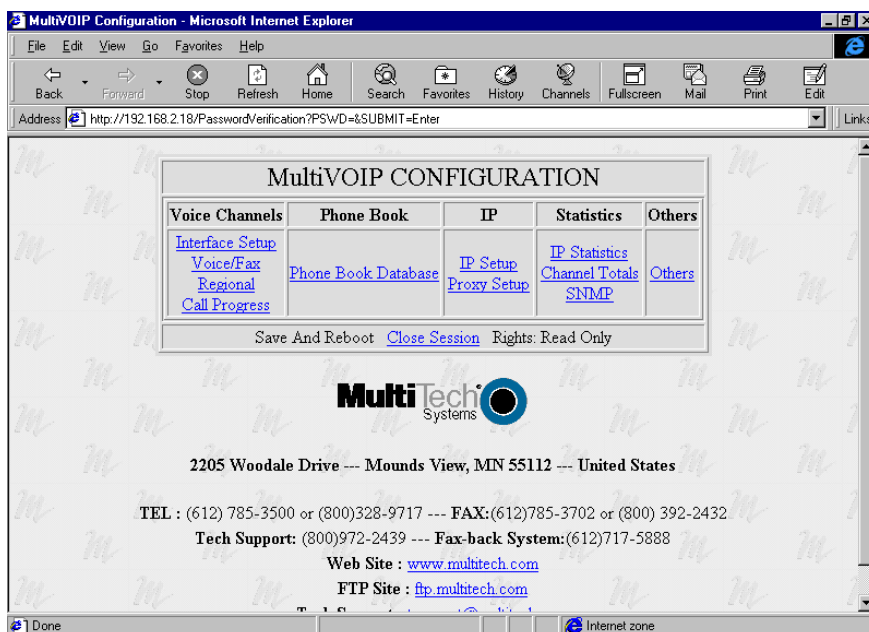 MultiVOIP Configuration - Microsoft Internet Explorer
File Edit View Go Favorites Help
Back Forward Stop Refresh Home Search Favorites History Channels Fullscreen Mail Print Edit
Address http://192.168.2.18/PasswordVerification?PSWD=&SUBMIT=Enter Links
MultiVOIP CONFIGURATION
Voice Channels Phone Book IP Statistics Others
Interface Setup
Voice/Fax
Regional
Call Progress
Phone Book Database
IP Setup
Proxy Setup
IP Statistics
Channel Totals
SNMP
Others
Save And Reboot Close Session Rights: Read Only
MultiTech
Systems
2205 Woodale Drive --- Mounds View, MN 55112 --- United States
TEL : (612) 785-3500 or (800)328-9717 --- FAX:(612)785-3702 or (800) 392-2432
Tech Support: (800)972-2439 --- Fax-back System:(612)717-5888
Web Site : www.multitech.com
FTP Site : ftp.multitech.com
Done Internet zone